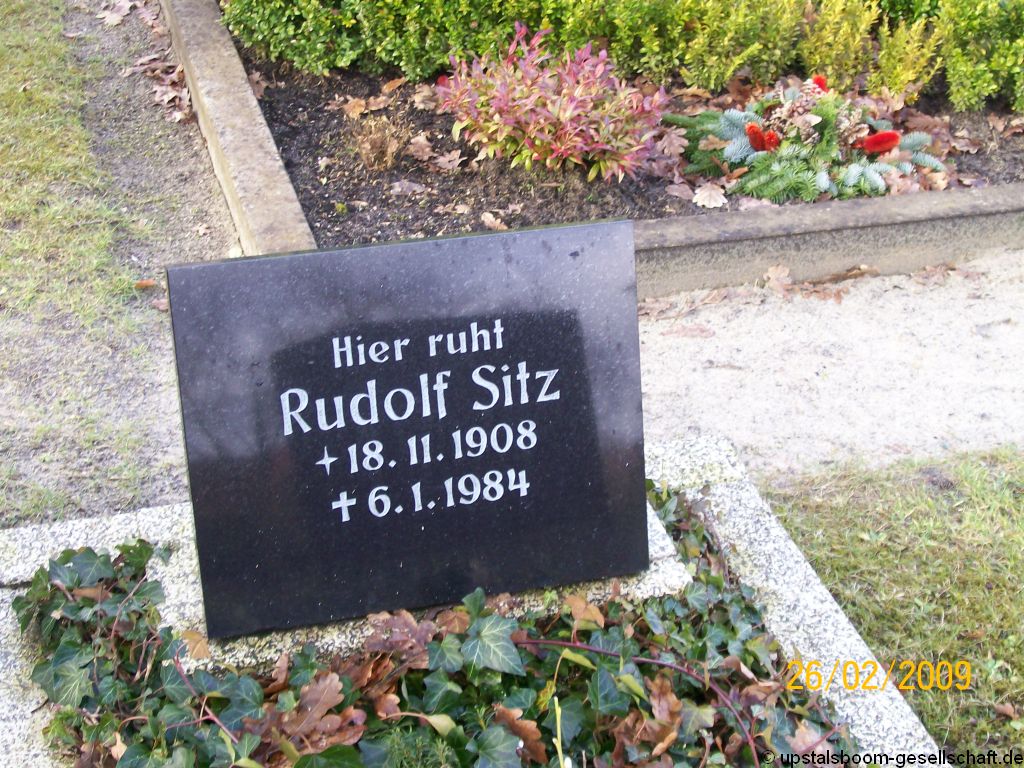 Hier ruht
Rudolf Sitz
+ 18. 11. 1908
✝ 6. 1. 1984
26/02/2009
© upstalsboom-gesellschaft.de